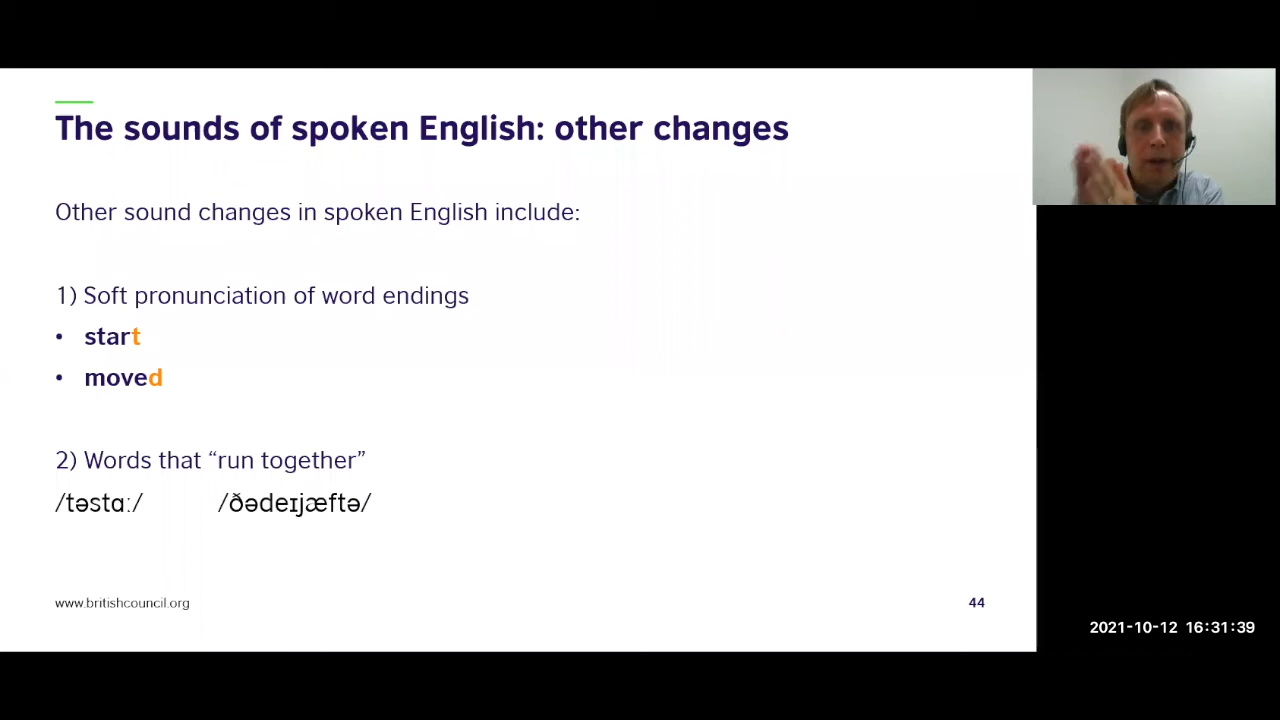 The sounds of spoken English: other changes
Other sound changes in spoken English include:
1) Soft pronunciation of word endings
• start
• moved
2) Words that “run together”
/təstɑː/ /ðədeɪjæftə/
www.britishcouncil.org
44
2021-10-12 16:31:39